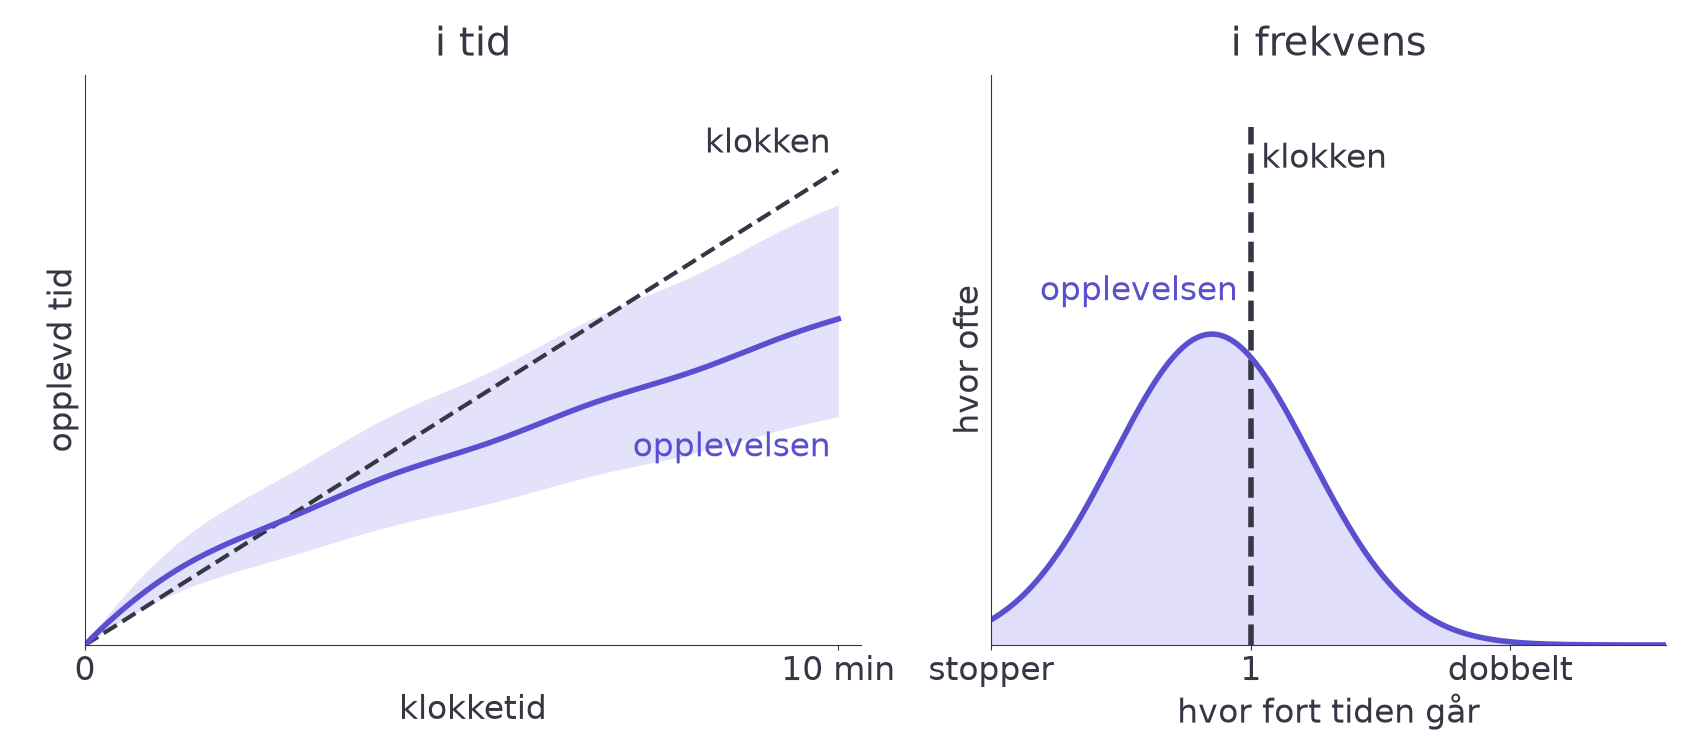 i tid
klokken
opplevelsen
opplevd tid
0
10 min
klokketid
i frekvens
klokken
opplevelsen
hvor ofte
stopper
1
dobbelt
hvor fort tiden går